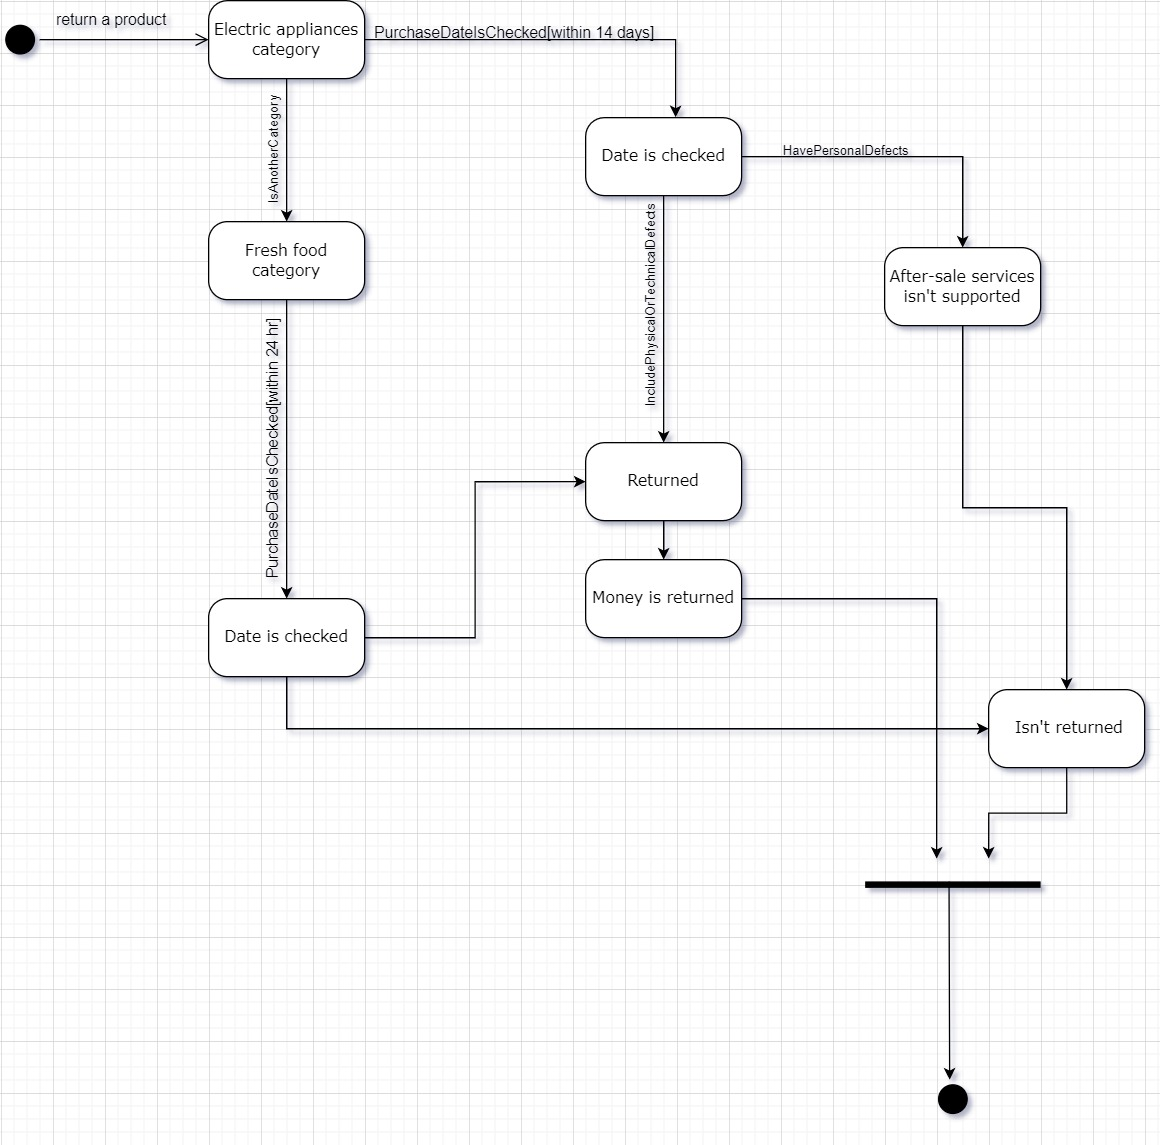 return a product
Electric appliances
category
PurchaseDateIsChecked[within 14 days]
IsAnotherCategory
Date is checked
HavePersonalDefects
Fresh food
category
IncludePhysicalOrTechnicalDefects
After-sale services
isn't supported
PurchaseDateIsChecked[within 24 hr]
Returned
Money is returned
Date is checked
Isn't returned